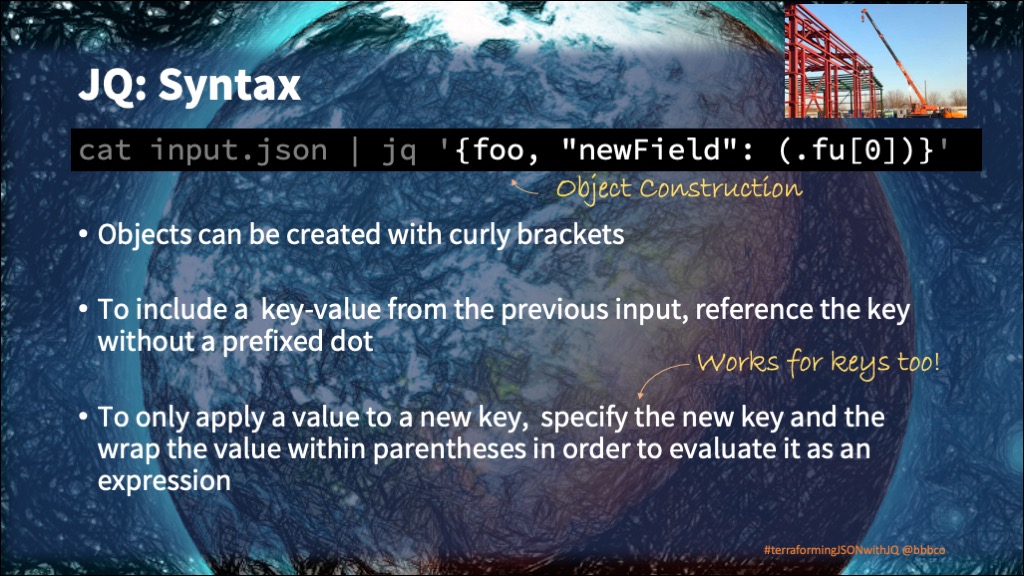 JQ: Syntax
cat input.json | jq '{foo, "newField": (.fu[0])}'
Object Construction
• Objects can be created with curly brackets
• To include a  key-value from the previous input, reference the key
without a prefixed dot
Works for keys too!
• To only apply a value to a new key,  specify the new key and the
wrap the value within parentheses in order to evaluate it as an
expression
#terraformingJSONwithJQ @bbbco